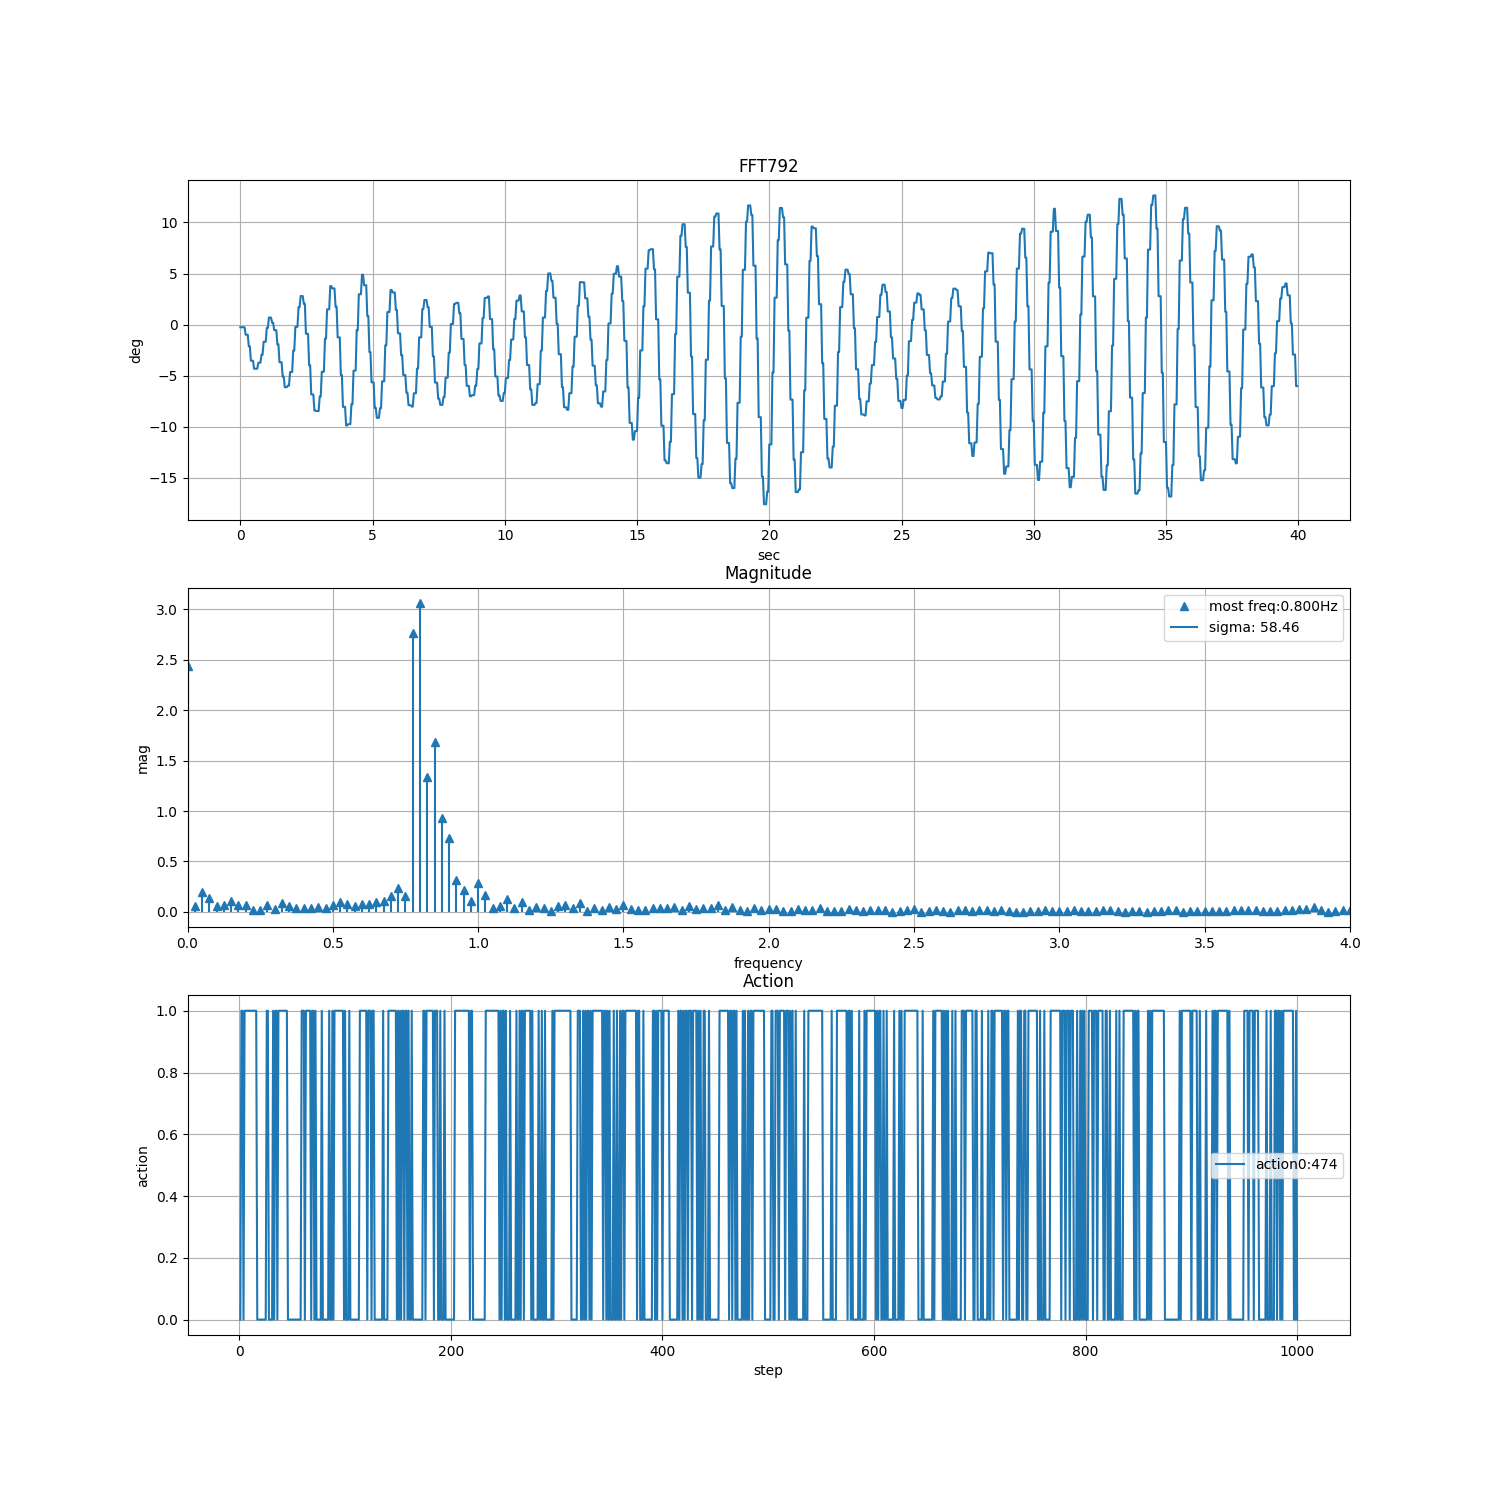 FFT792
10
5
0
−5
−10
−15
deg
0 5 10 15 20 25 30 35 40
sec
Magnitude
3.0
2.5
2.0
1.5
1.0
0.5
0.0
mag
most freq:0.800Hz
sigma: 58.46
0.0 0.5 1.0 1.5 2.0 2.5 3.0 3.5 4.0
frequency
Action
1.0
0.8
0.6
0.4
0.2
0.0
action
action0:474
0 200 400 600 800 1000
step